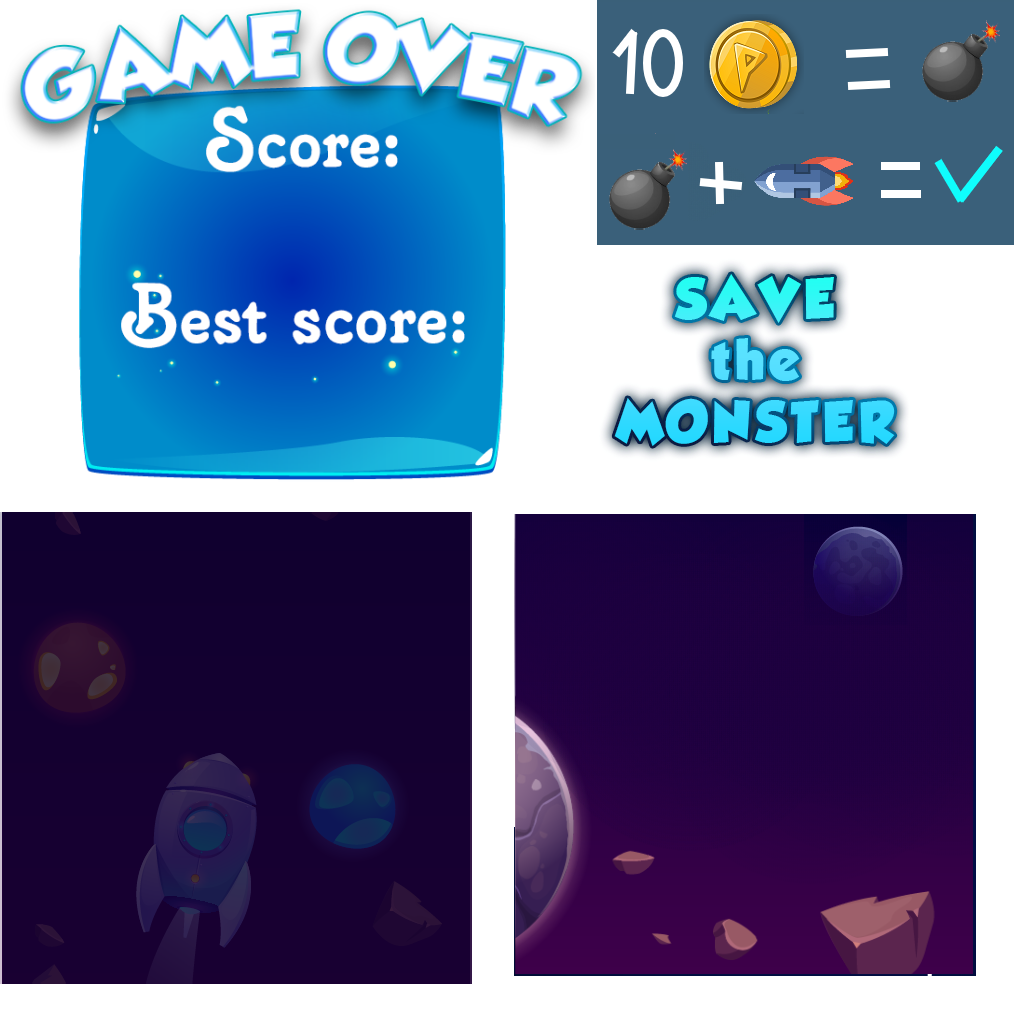 GAME OVER
Score:
Best score:
10 P =
+ =
SAVE
the
MONSTER